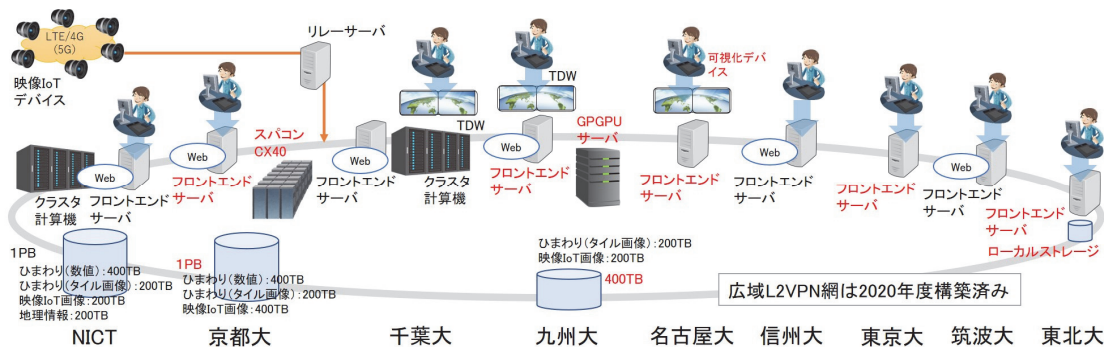 LTE/4G
(5G)
映像IoT
デバイス
リレーサーバ
TDW
TDW
可視化デバ
イス
スパコン
CX40
GPGPU
サーバ
Web
Web
Web
Web
Web
Web
クラスタ
計算機
フロントエンド
サーバ
フロントエンド
サーバ
フロントエンド
サーバ
クラスタ
計算機
フロントエンド
サーバ
フロントエンド
サーバ
フロントエンド
サーバ
フロントエンド
サーバ
フロントエンド
サーバ
フロントエンド
サーバ
ローカルストレージ
1PB
ひまわり(数値):400TB
ひまわり(タイル画像):200TB
映像IoT画像:200TB
地理情報:200TB
1PB
ひまわり(数値):400TB
ひまわり(タイル画像):200TB
映像IoT画像:400TB
ひまわり(タイル画像):200TB
映像IoT画像:200TB
400TB
広域L2VPN網は2020年度構築済み
NICT
京都大
千葉大
九州大
名古屋大
信州大
東京大
筑波大
東北大